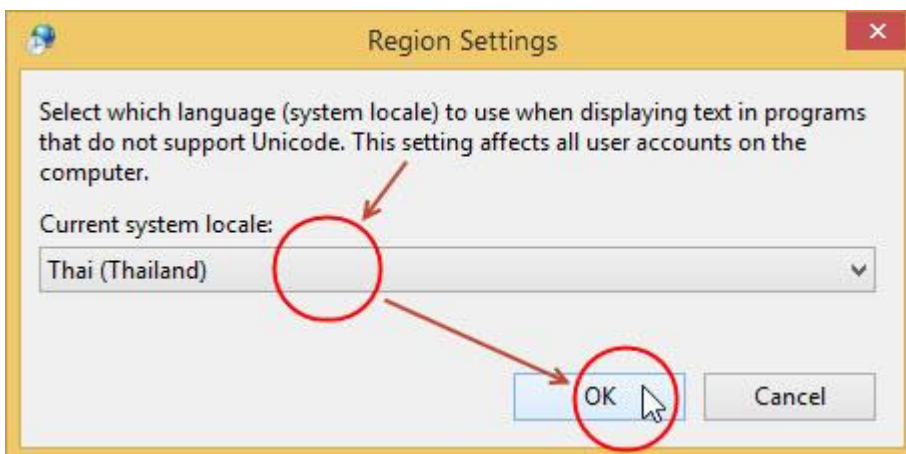 Region Settings
Select which language (system locale) to use when displaying text in programs
that do not support Unicode. This setting affects all user accounts on the
computer.
Current system locale:
Thai (Thailand)
OK
Cancel